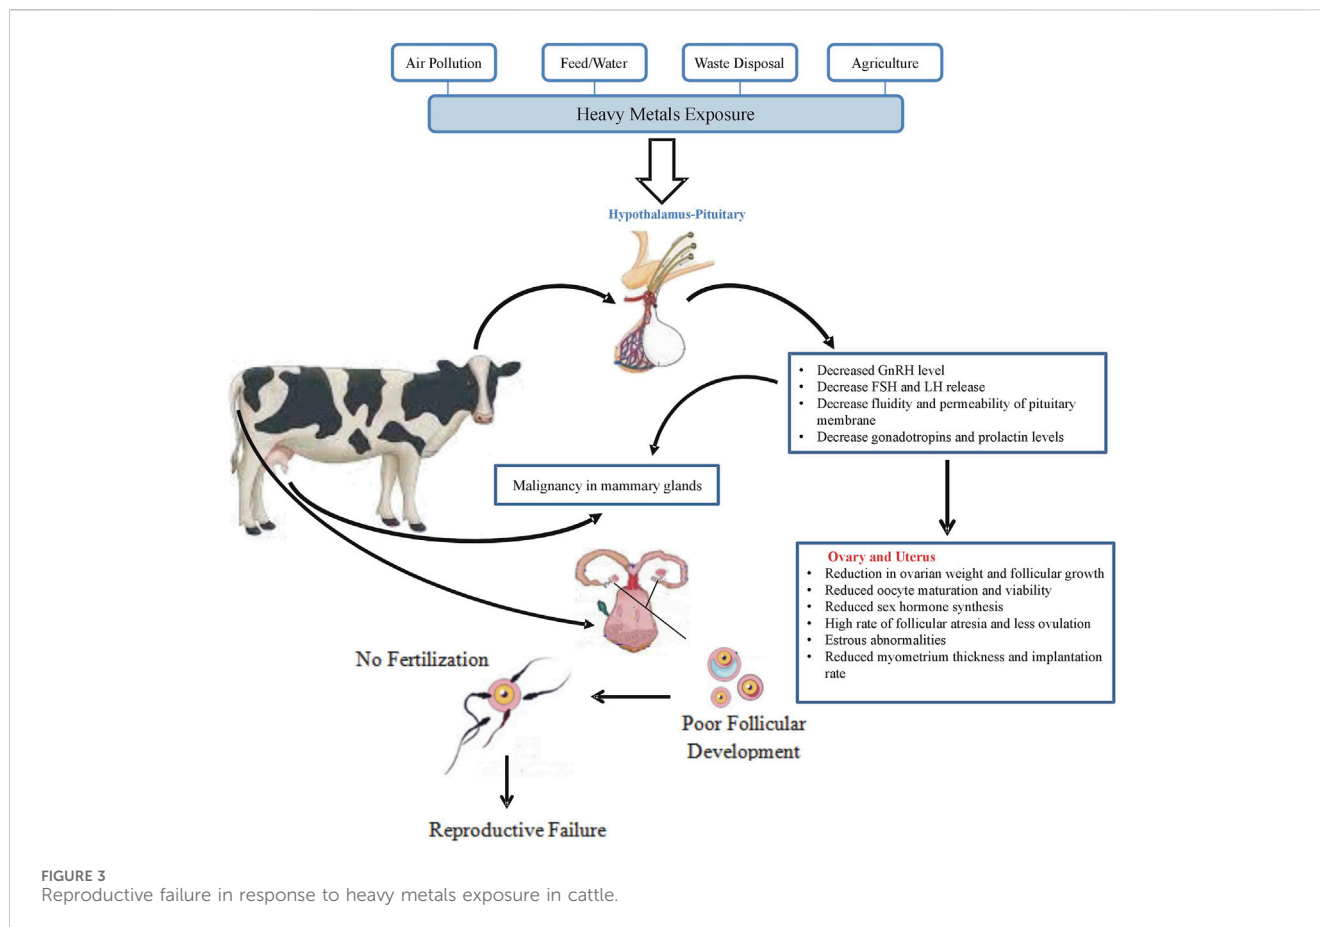 Air Pollution
Feed/Water
Waste Disposal
Agriculture
Heavy Metals Exposure
Hypothalamus-Pituitary
• Decreased GnRH level
• Decrease FSH and LH release
• Decrease fluidity and permeability of pituitary
membrane
• Decrease gonadotropins and prolactin levels
Malignancy in mammary glands
Ovary and Uterus
• Reduction in ovarian weight and follicular growth
• Reduced oocyte maturation and viability
• Reduced sex hormone synthesis
• High rate of follicular atresia and less ovulation
• Estrous abnormalities
• Reduced myometrium thickness and implantation
rate
No Fertilization
Poor Follicular
Development
Reproductive Failure
FIGURE 3
Reproductive failure in response to heavy metals exposure in cattle.